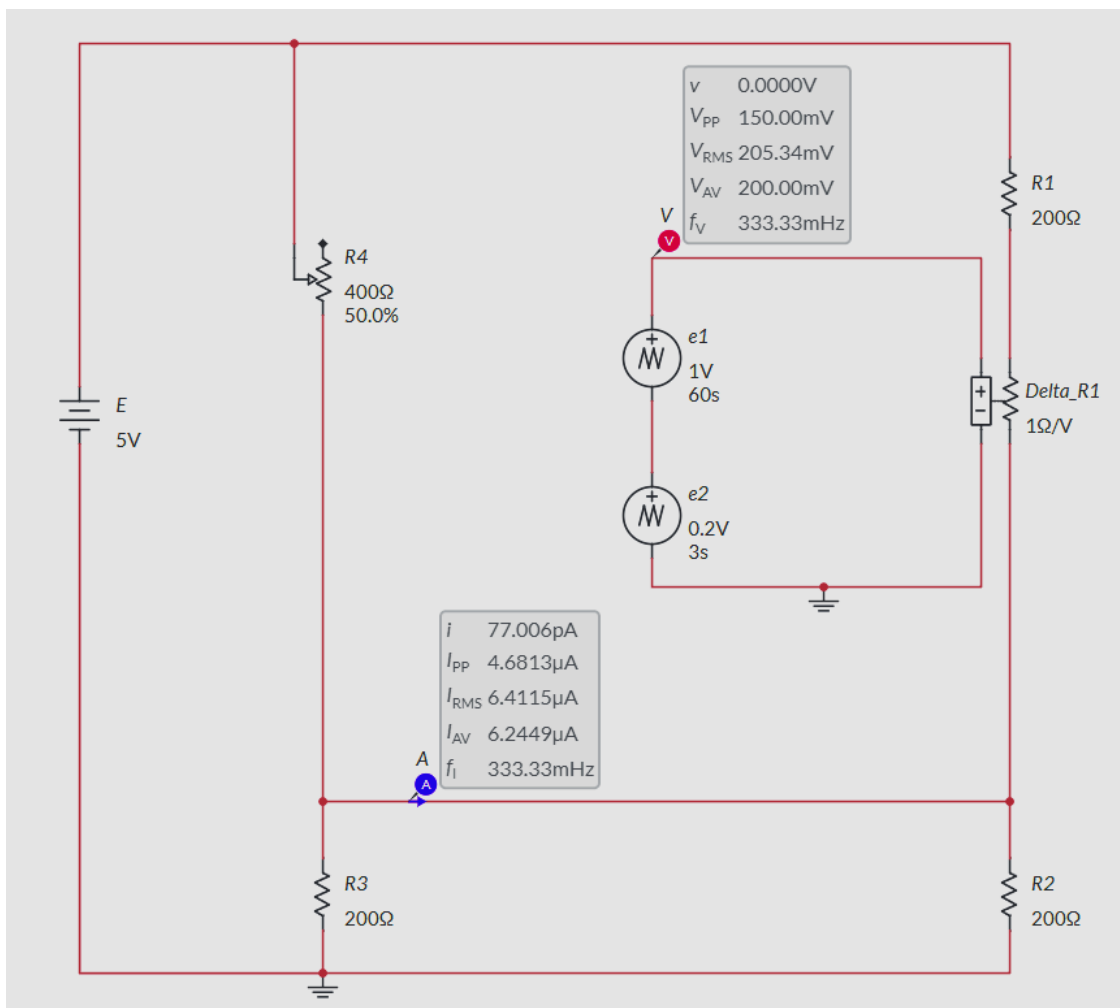 v 0.0000V
VPP 150.00mV
VRMS 205.34mV
VAV 200.00mV
fV 333.33mHz
V
V
R1
200Ω
R4
400Ω
50.0%
e1
1V
60s
+
+
-
Delta_R1
1Ω/V
E
5V
e2
0.2V
3s
+
i 77.006pA
IPP 4.6813µA
IRMS 6.4115µA
IAV 6.2449µA
fI 333.33mHz
A
A
R3
200Ω
R2
200Ω